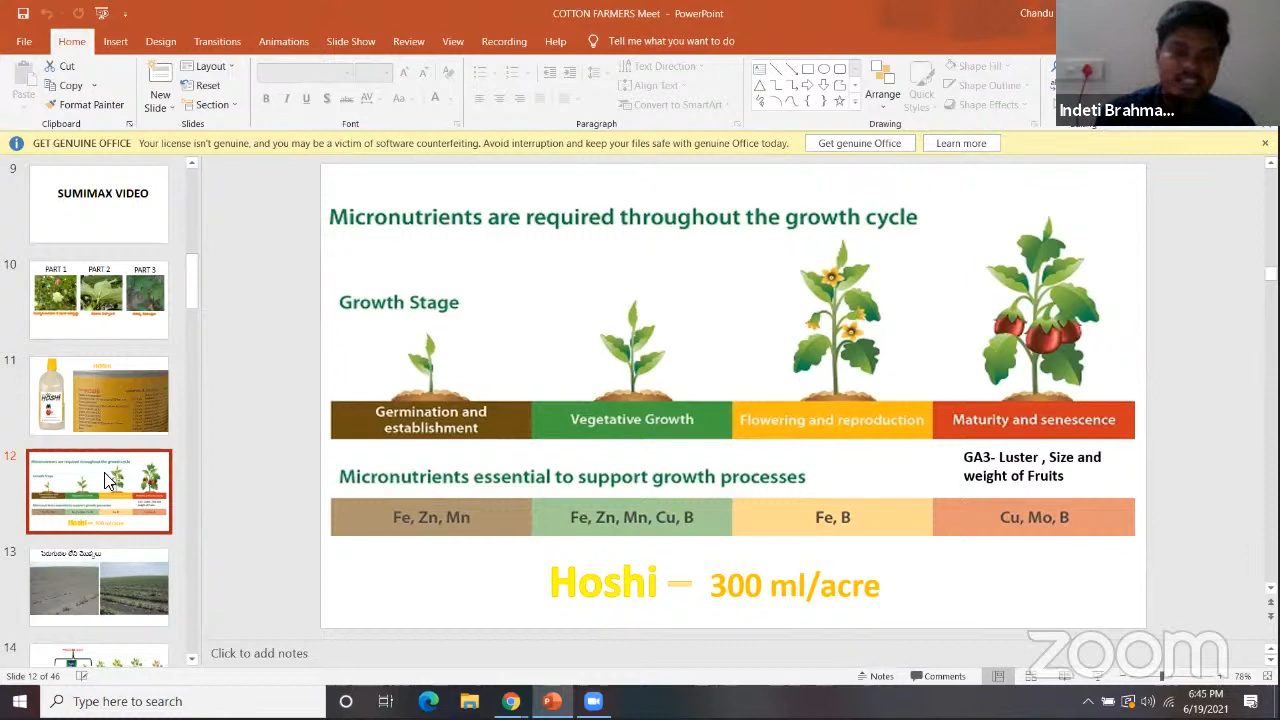 COTTON FARMERS Meet - PowerPoint
Chandu
File Home Insert Design Transitions Animations Slide Show Review View Recording Help Tell me what you want to do
Paste
Cut
Copy
Format Painter
Clipboard
New Slide
Layout
Reset
Section
Slides
Font
Text Direction
Align Text
Convert to SmartArt
Paragraph
Arrange
Quick Styles
Shape Fill
Shape Outline
Shape Effects
Drawing
Indeti Brahma...
GET GENUINE OFFICE Your license isn't genuine, and you may be a victim of software counterfeiting. Avoid interruption and keep your files safe with genuine Office today. Get genuine Office Learn more
9
SUMIMAX VIDEO
10
PART 1 PART 2 PART 3
11
HOSHI
12
13
14
Micronutrients are required throughout the growth cycle
Growth Stage
Germination and establishment
Vegetative Growth
Flowering and reproduction
Maturity and senescence
GA3- Luster , Size and
weight of Fruits
Micronutrients essential to support growth processes
Fe, Zn, Mn
Fe, Zn, Mn, Cu, B
Fe, B
Cu, Mo, B
Hoshi – 300 ml/acre
Click to add notes
zoom
Slide 12 of 46
Notes
Comments
78%
Type here to search
6:45 PM
6/19/2021